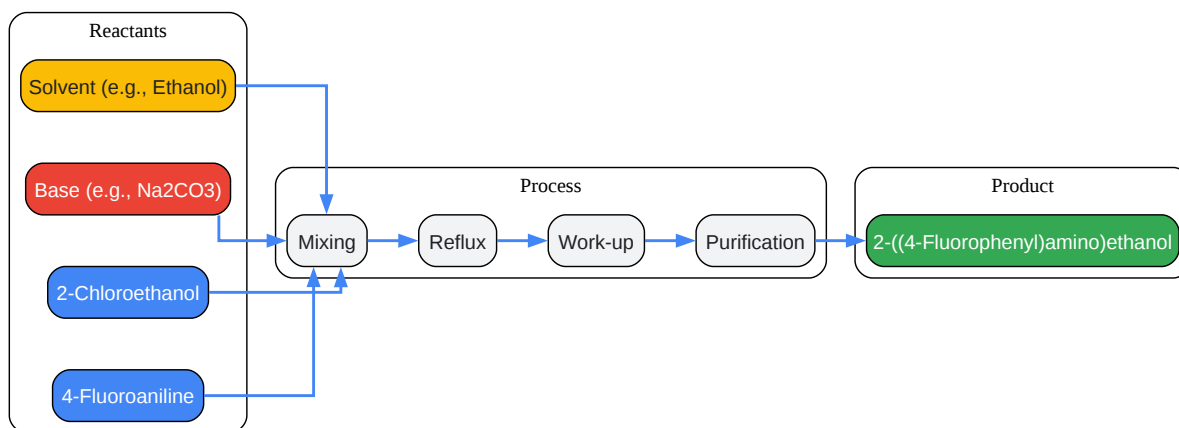 Reactants
Solvent (e.g., Ethanol)
Base (e.g., Na2CO3)
2-Chloroethanol
4-Fluoroaniline
Process
Mixing
Reflux
Work-up
Purification
Product
2-((4-Fluorophenyl)amino)ethanol